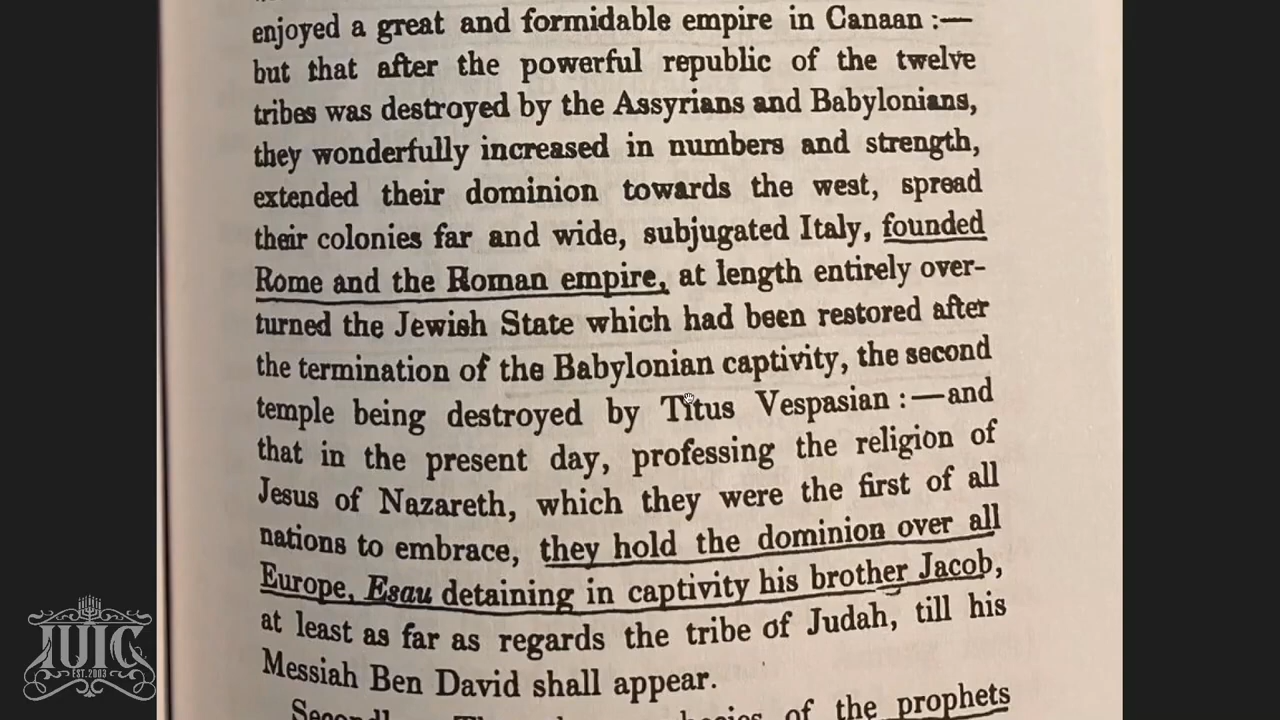 enjoyed a great and formidable empire in Canaan :—
but that after the powerful republic of the twelve
tribes was destroyed by the Assyrians and Babylonians,
they wonderfully increased in numbers and strength,
extended their dominion towards the west, spread
their colonies far and wide, subjugated Italy, founded
Rome and the Roman empire, at length entirely over-
turned the Jewish State which had been restored after
the termination of the Babylonian captivity, the second
temple being destroyed by Titus Vespasian :—and
that in the present day, professing the religion of
Jesus of Nazareth, which they were the first of all
nations to embrace, they hold the dominion over all
Europe, Esau detaining in captivity his brother Jacob,
at least as far as regards the tribe of Judah, till his
Messiah Ben David shall appear.
of the prophets
IUIC
EST. 2003